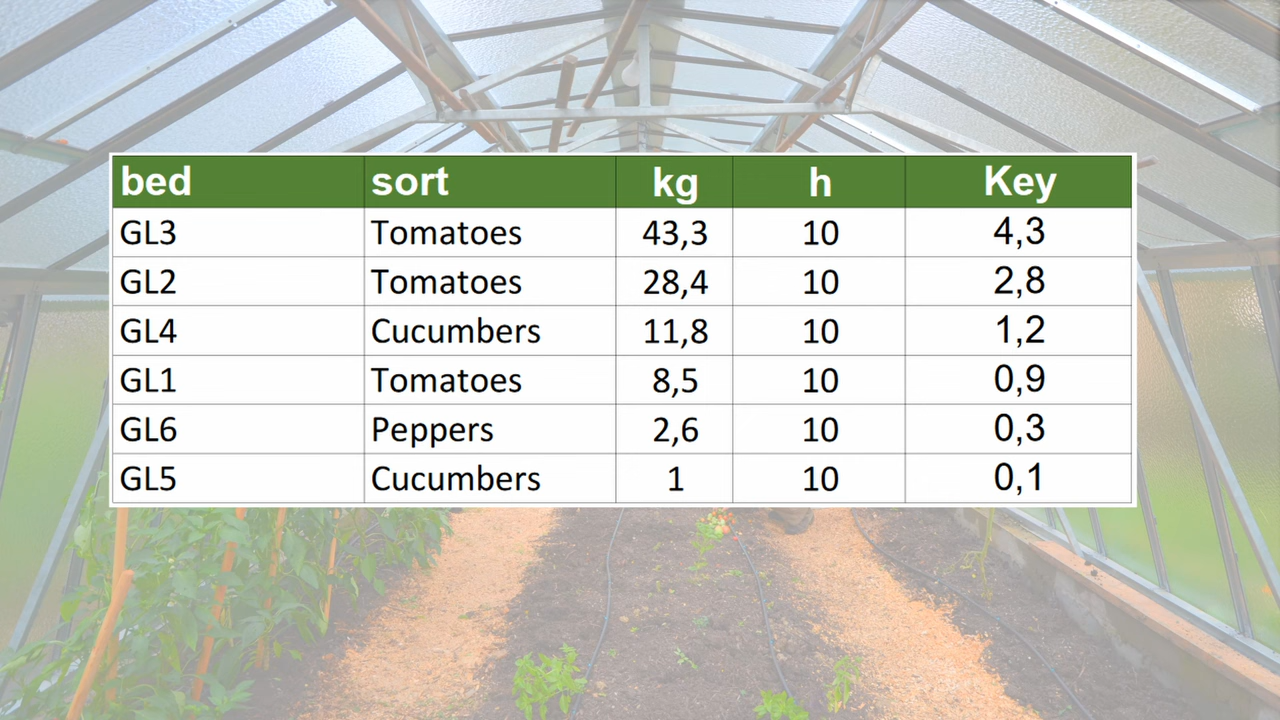 bed sort kg h Key
GL3 Tomatoes 43,3 10 4,3
GL2 Tomatoes 28,4 10 2,8
GL4 Cucumbers 11,8 10 1,2
GL1 Tomatoes 8,5 10 0,9
GL6 Peppers 2,6 10 0,3
GL5 Cucumbers 1 10 0,1